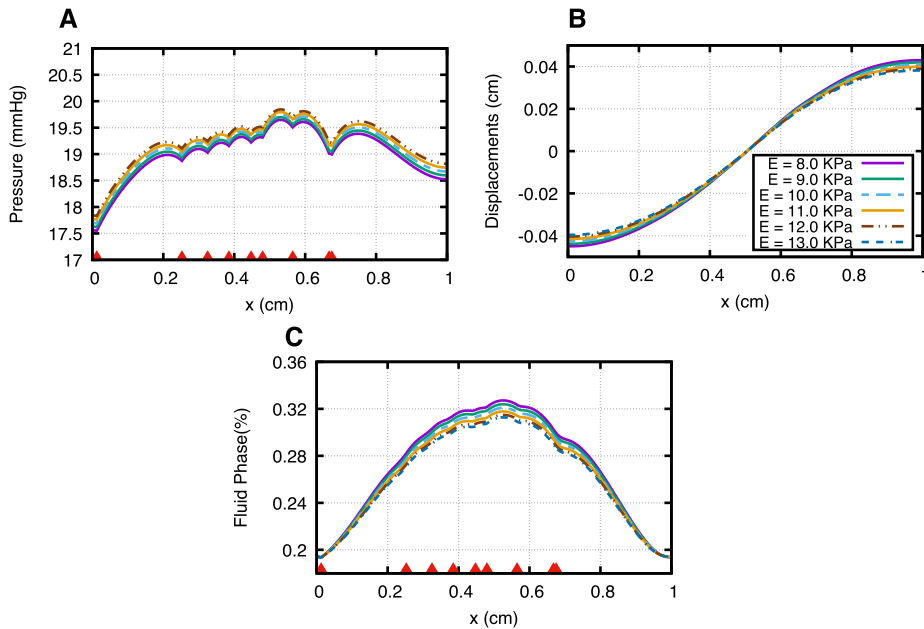 A
Pressure (mmHg)
21
20.5
20
19.5
19
18.5
18
17.5
17
0 0.2 0.4 0.6 0.8 1
x (cm)
B
Displacements (cm)
0.04
0.02
0
-0.02
-0.04
E = 8.0 KPa
E = 9.0 KPa
E = 10.0 KPa
E = 11.0 KPa
E = 12.0 KPa
E = 13.0 KPa
0 0.2 0.4 0.6 0.8 1
x (cm)
C
Fluid Phase(%)
0.36
0.32
0.28
0.24
0.2
0 0.2 0.4 0.6 0.8 1
x (cm)